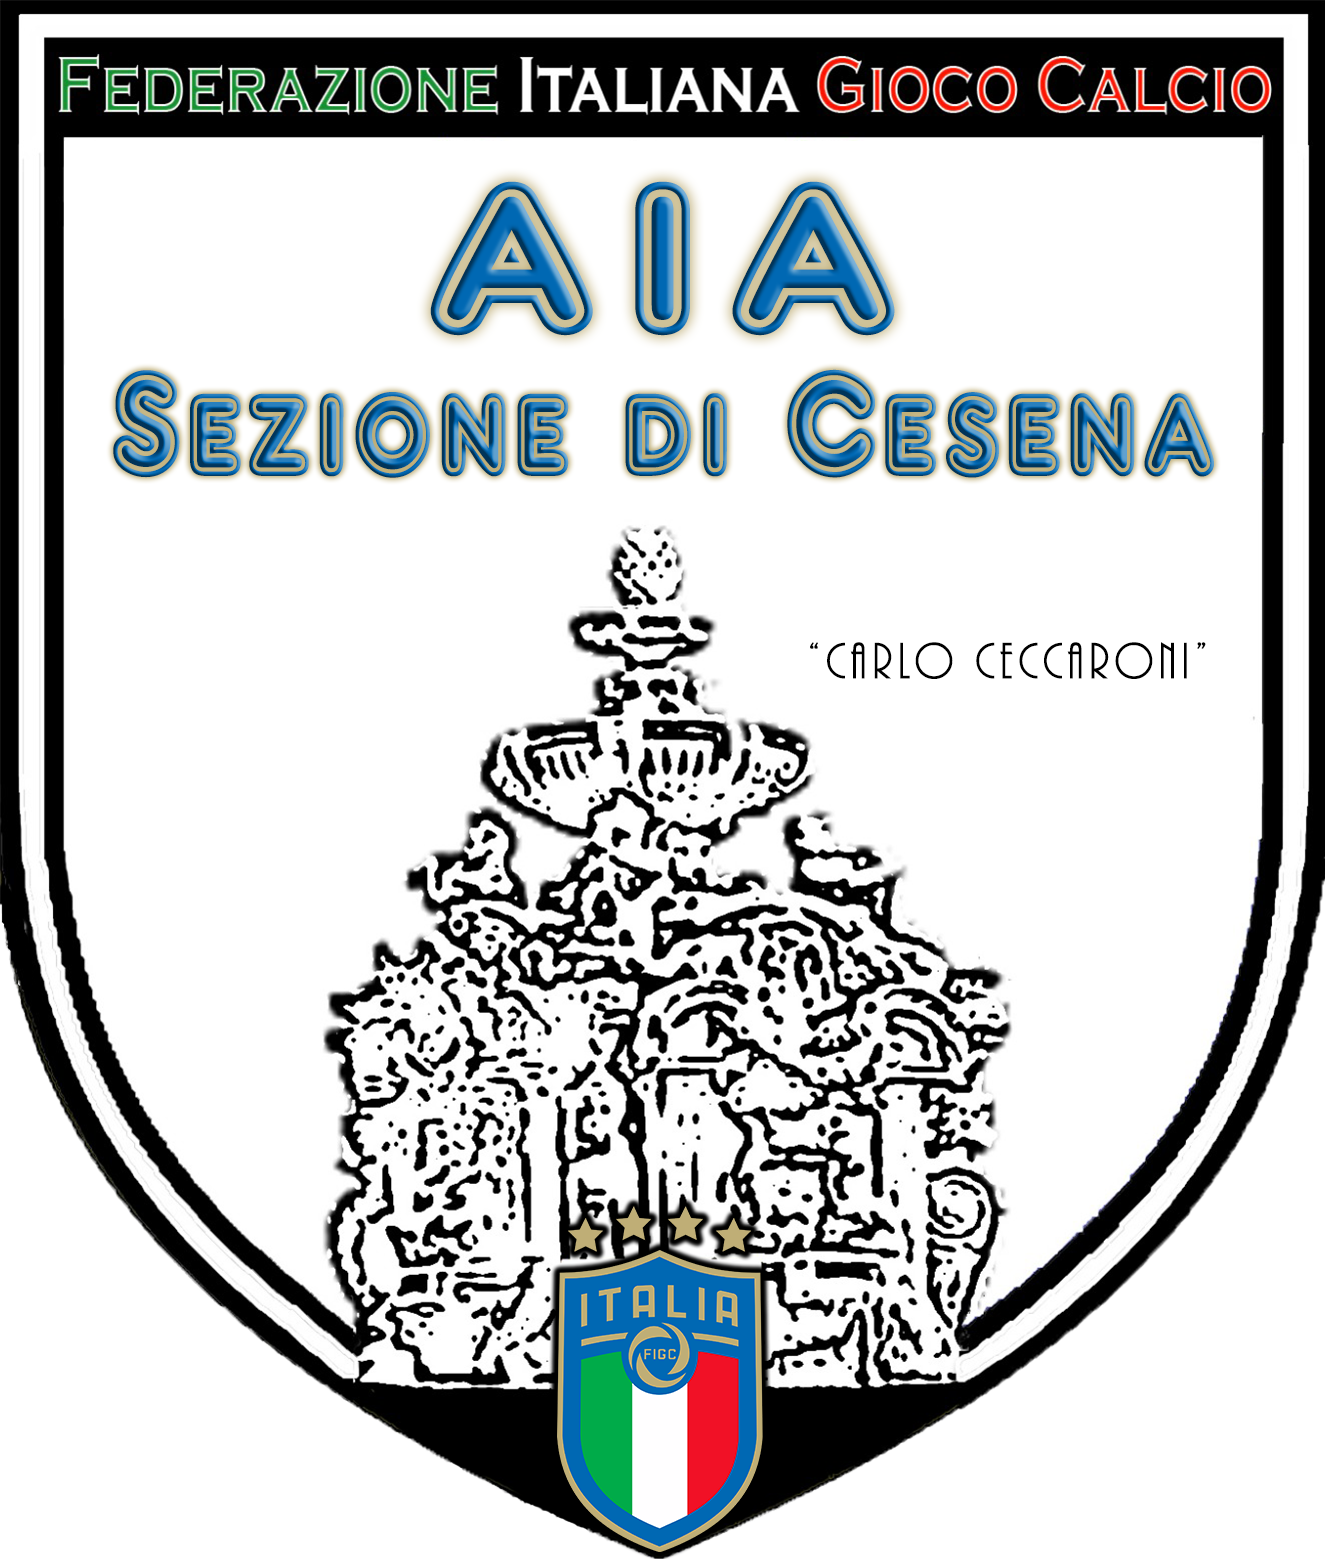 FEDERAZIONE ITALIANA GIOCO CALCIO
AIA
SEZIONE DI CESENA
“CARLO CECCARONI”
ITALIA
FIGC